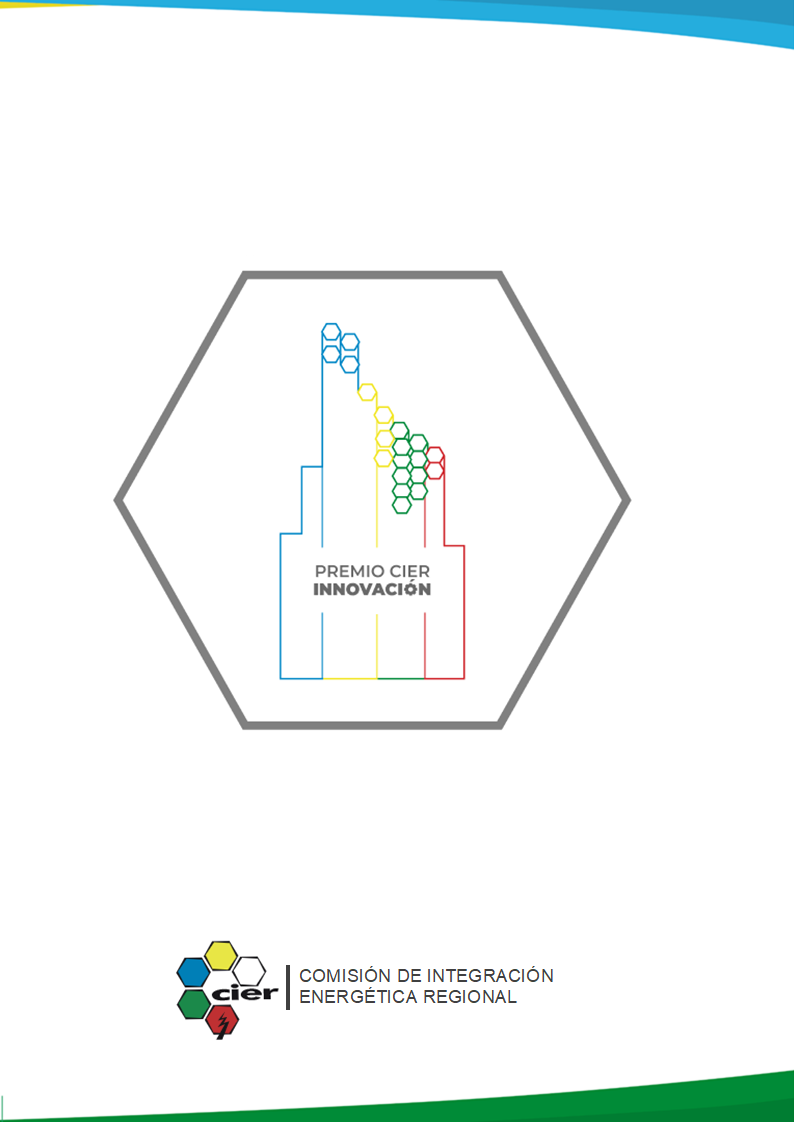 PREMIO CIER
INNOVACIÓN
cier
COMISIÓN DE INTEGRACIÓN
ENERGÉTICA REGIONAL